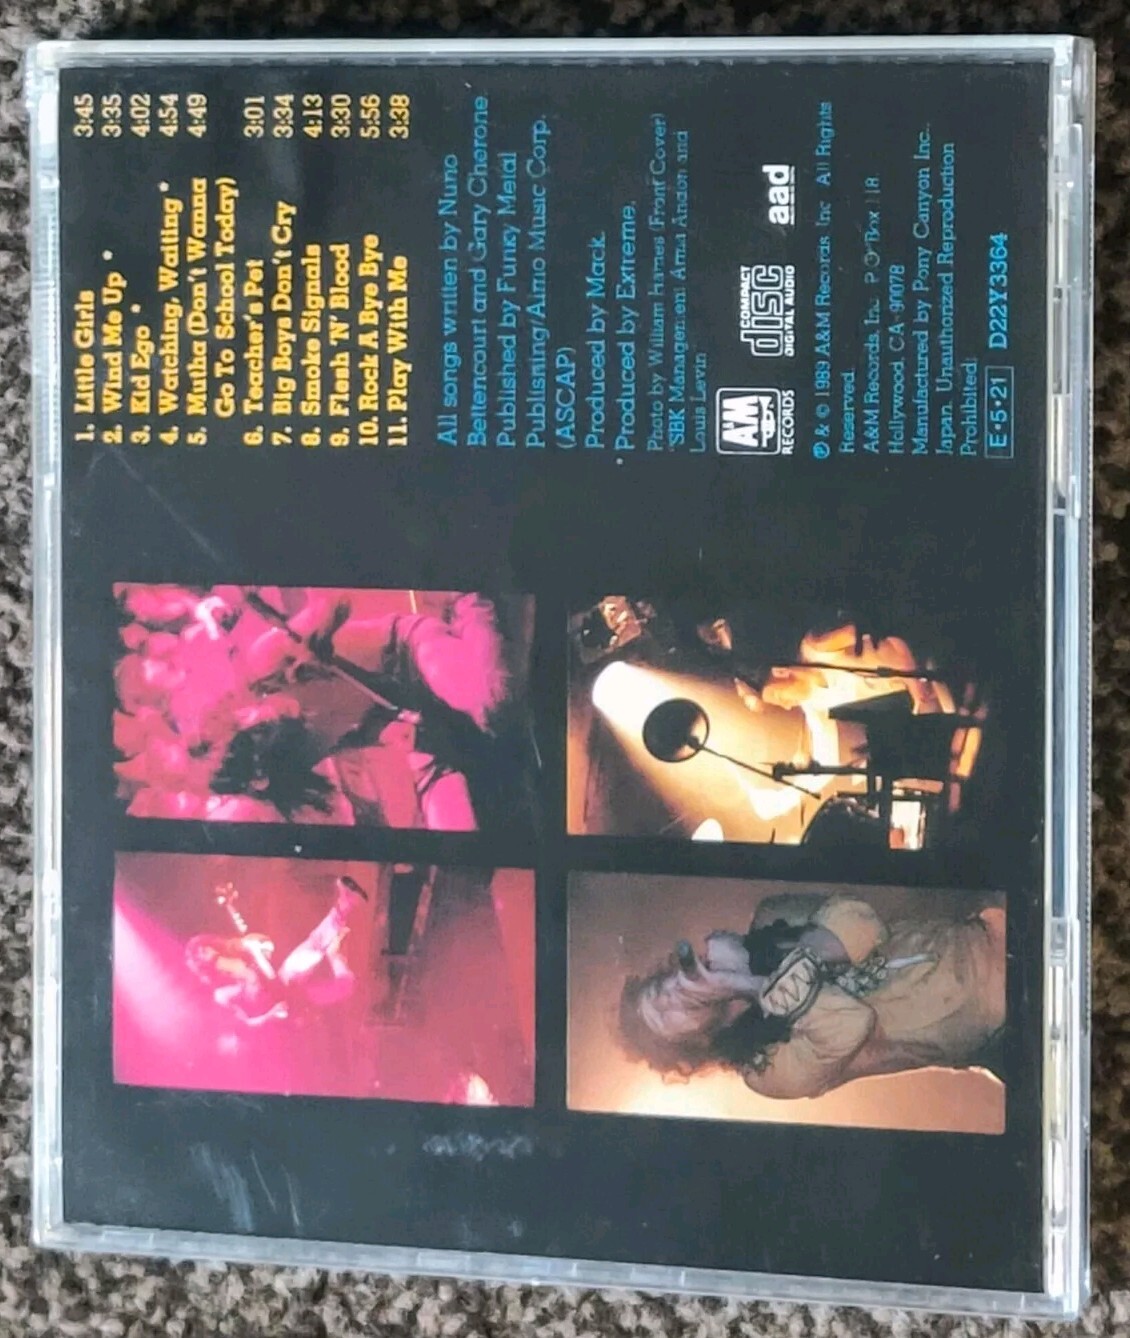 1. Little Girls 3:45
2. Wind Me Up * 3:35
3. Kid Ego * 4:02
4. Watching, Waiting * 4:54
5. Mutha (Don't Wanna 4:49
Go To School Today)
6. Teacher's Pet 3:01
7. Big Boys Don't Cry 3:34
8. Smoke Signals 4:13
9. Flesh 'N' Blood 3:30
10. Rock A Bye Bye 5:56
11. Play With Me 3:38
All songs written by Nuno
Bettencourt and Gary Cherone
Published by Funky Metal
Publishing/Almo Music Corp.
(ASCAP)
Produced by Mack.
* Produced by Extreme.
Photo by William Hames (Front Cover)
SBK Management Arma Andon and
Louis Levin
A&M
RECORDS
COMPACT
disc
DIGITAL AUDIO
aad
℗ & © 1989 A&M Records, Inc. All Rights
Reserved.
A&M Records, Inc. P.O. Box 118
Hollywood, CA 90078
Manufactured by Pony Canyon Inc.,
Japan. Unauthorized Reproduction
Prohibited.
E•5•21 D22Y3364